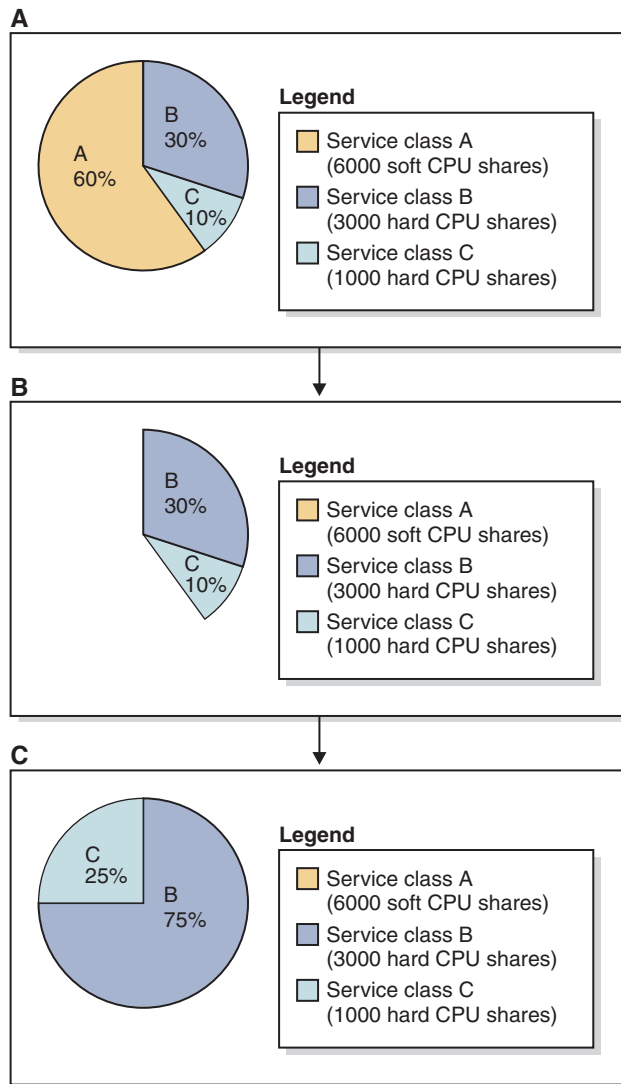 A
A
60%
B
30%
C
10%
Legend
Service class A
(6000 soft CPU shares)
Service class B
(3000 hard CPU shares)
Service class C
(1000 hard CPU shares)
B
B
30%
C
10%
Legend
Service class A
(6000 soft CPU shares)
Service class B
(3000 hard CPU shares)
Service class C
(1000 hard CPU shares)
C
C
25%
B
75%
Legend
Service class A
(6000 soft CPU shares)
Service class B
(3000 hard CPU shares)
Service class C
(1000 hard CPU shares)